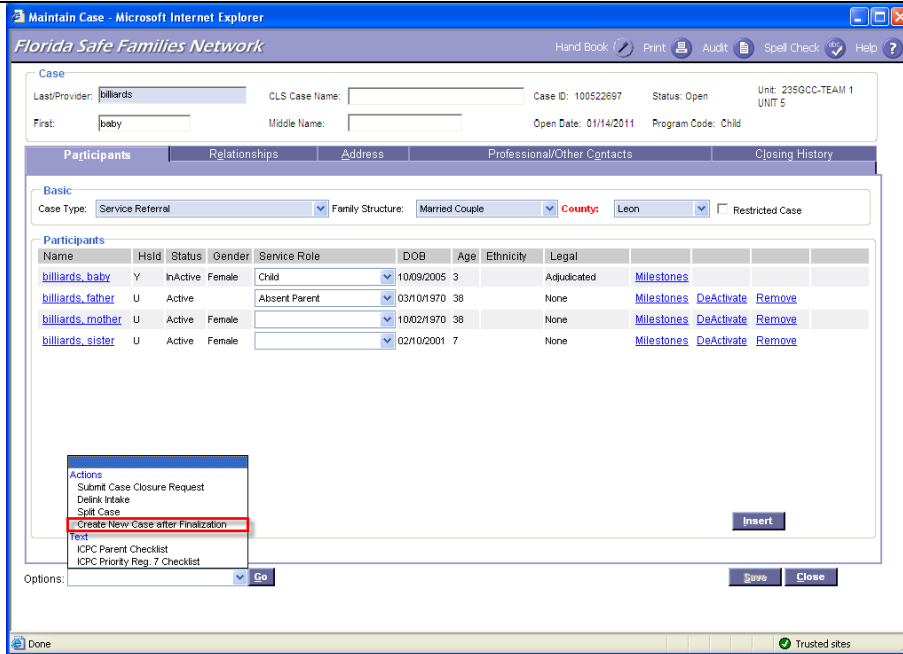 Maintain Case - Microsoft Internet Explorer
Florida Safe Families Network Hand Book Print Audit Spell Check Help ?
Case
Last/Provider: billiards CLS Case Name: Case ID: 100522697 Status: Open Unit: 235GCC-TEAM 1 UNIT 5
First: baby Middle Name: Open Date: 01/14/2011 Program Code: Child
Participants Relationships Address Professional/Other Contacts Closing History
Basic
Case Type: Service Referral Family Structure: Married Couple County: Leon Restricted Case
Participants
Name Hsld Status Gender Service Role DOB Age Ethnicity Legal
billiards, baby Y InActive Female Child 10/09/2005 3 Adjudicated Milestones
billiards, father U Active Absent Parent 03/10/1970 38 None Milestones DeActivate Remove
billiards, mother U Active Female 10/02/1970 38 None Milestones DeActivate Remove
billiards, sister U Active Female 02/10/2001 7 None Milestones DeActivate Remove
Actions
Submit Case Closure Request
Delink Intake
Split Case
Create New Case after Finalization
Insert
Text
ICPC Parent Checklist
ICPC Priority Reg. 7 Checklist
Options: Go Save Close
Done Trusted sites